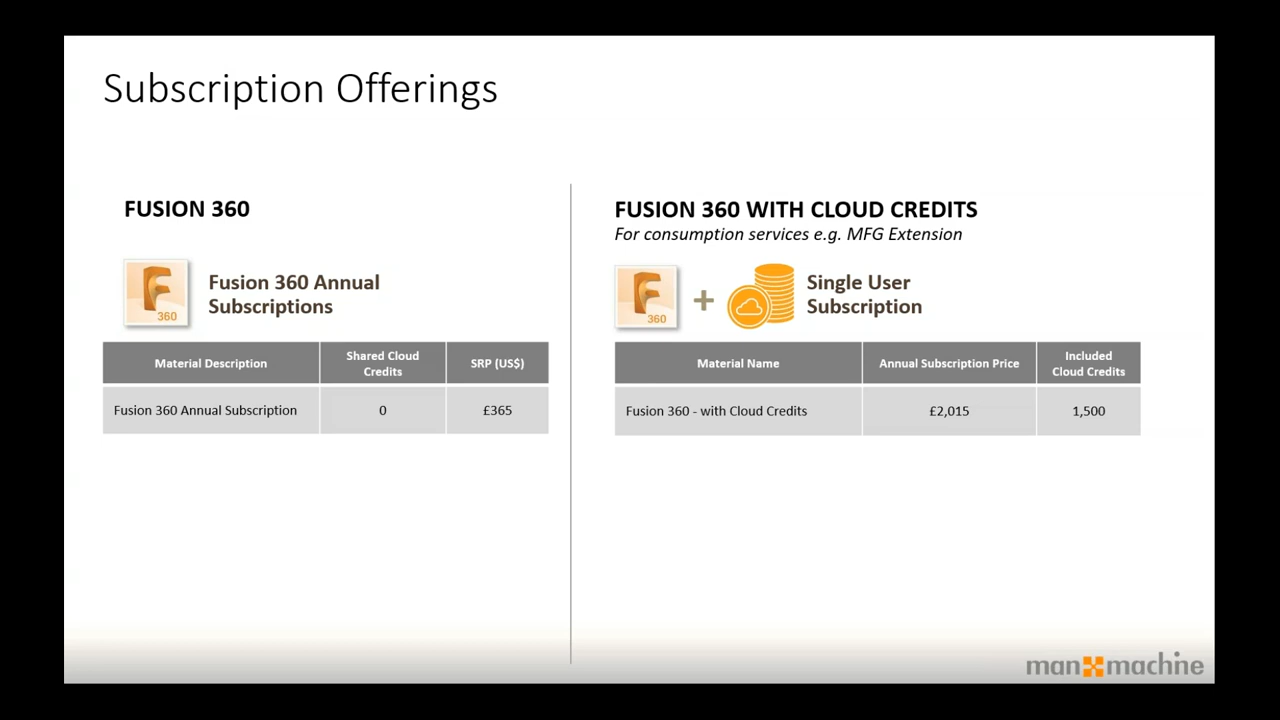 Subscription Offerings
FUSION 360
360
Fusion 360 Annual
Subscriptions
Material Description
Shared Cloud
Credits
SRP (US$)
Fusion 360 Annual Subscription
0
£365
FUSION 360 WITH CLOUD CREDITS
For consumption services e.g. MFG Extension
360
+
Single User
Subscription
Material Name
Annual Subscription Price
Included
Cloud Credits
Fusion 360 - with Cloud Credits
£2,015
1,500
man machine